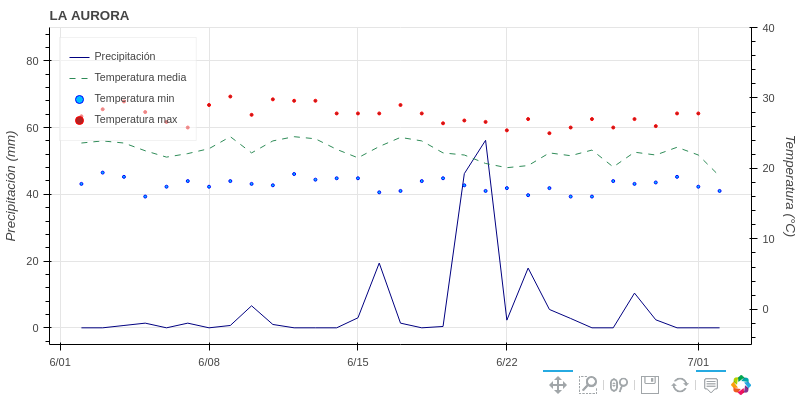 LA AURORA
Precipitación
Temperatura media
Temperatura min
Temperatura max
Precipitación (mm)
80
60
40
20
0
Temperatura (°C)
40
30
20
10
0
6/01
6/08
6/15
6/22
7/01